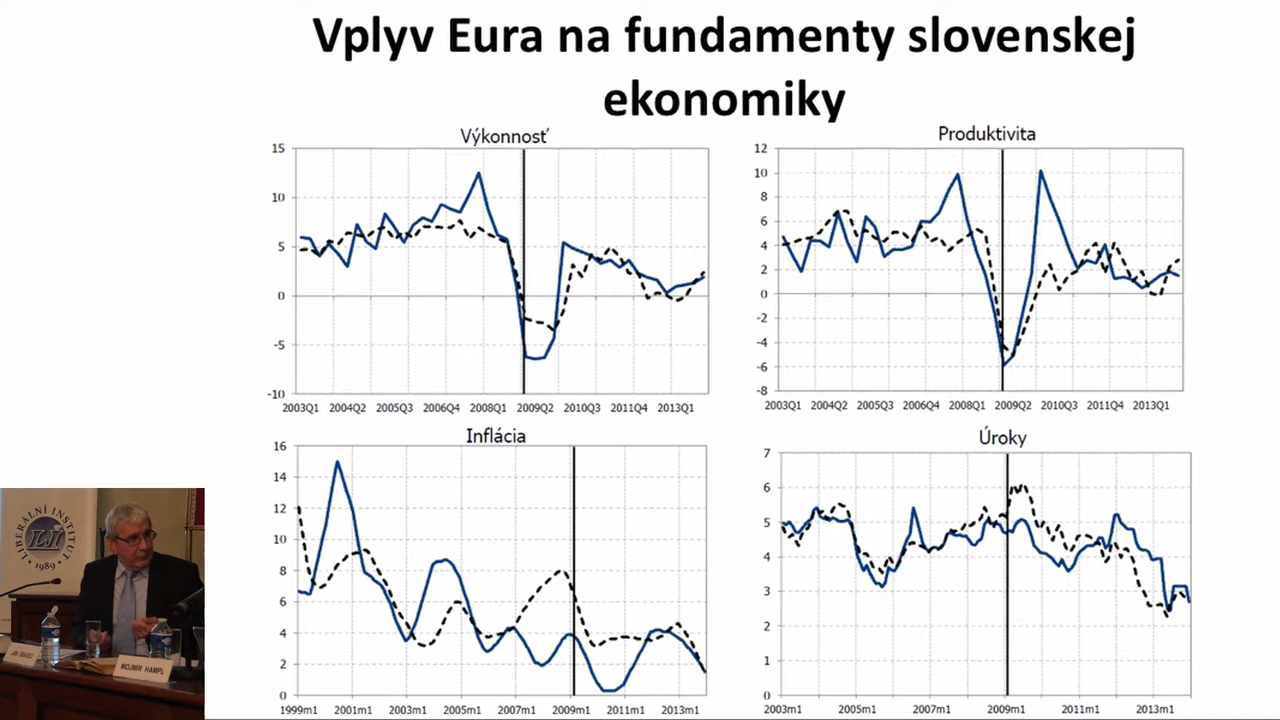 Vplyv Eura na fundamenty slovenskej
ekonomiky
Výkonnosť
15
10
5
0
-5
-10
2003Q1 2004Q2 2005Q3 2006Q4 2008Q1 2009Q2 2010Q3 2011Q4 2013Q1
Produktivita
12
10
8
6
4
2
0
-2
-4
-6
-8
2003Q1 2004Q2 2005Q3 2006Q4 2008Q1 2009Q2 2010Q3 2011Q4 2013Q1
Inflácia
16
14
12
10
8
6
4
2
0
1999m1 2001m1 2003m1 2005m1 2007m1 2009m1 2011m1 2013m1
Úroky
7
6
5
4
3
2
1
0
2003m1 2005m1 2007m1 2009m1 2011m1 2013m1
LIBERÁLNÍ INSTITUT
1989
MOJMÍR HAMPL